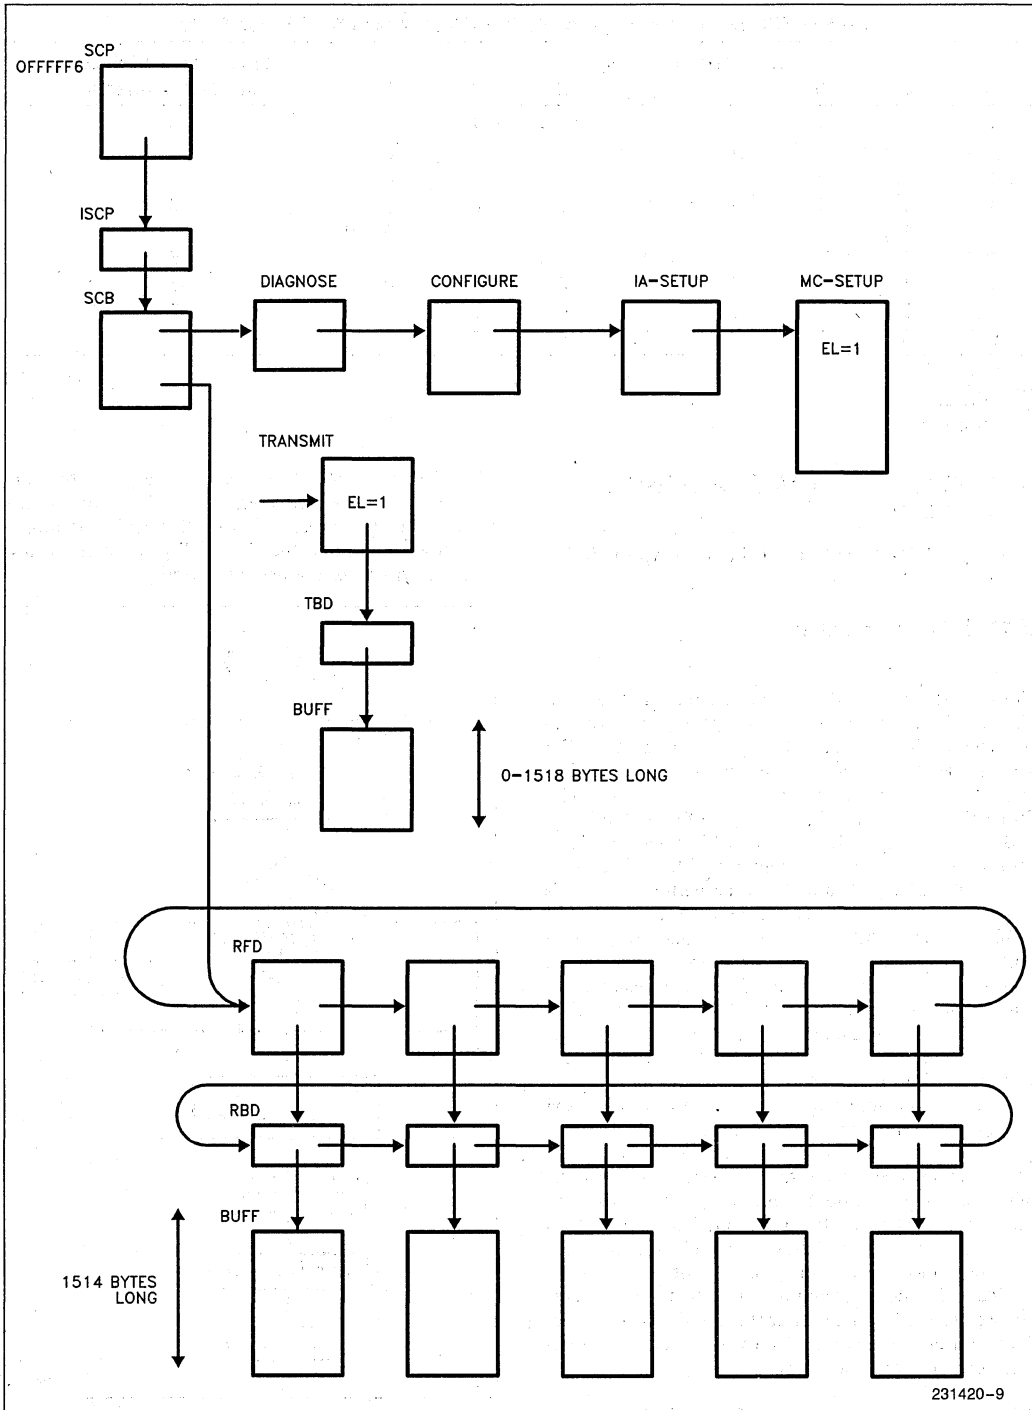 SCP
OFFFFF6
ISCP
SCB
DIAGNOSE
CONFIGURE
IA-SETUP
MC-SETUP
EL=1
TRANSMIT
EL=1
TBD
BUFF
0-1518 BYTES LONG
RFD
RBD
BUFF
1514 BYTES
LONG
231420-9